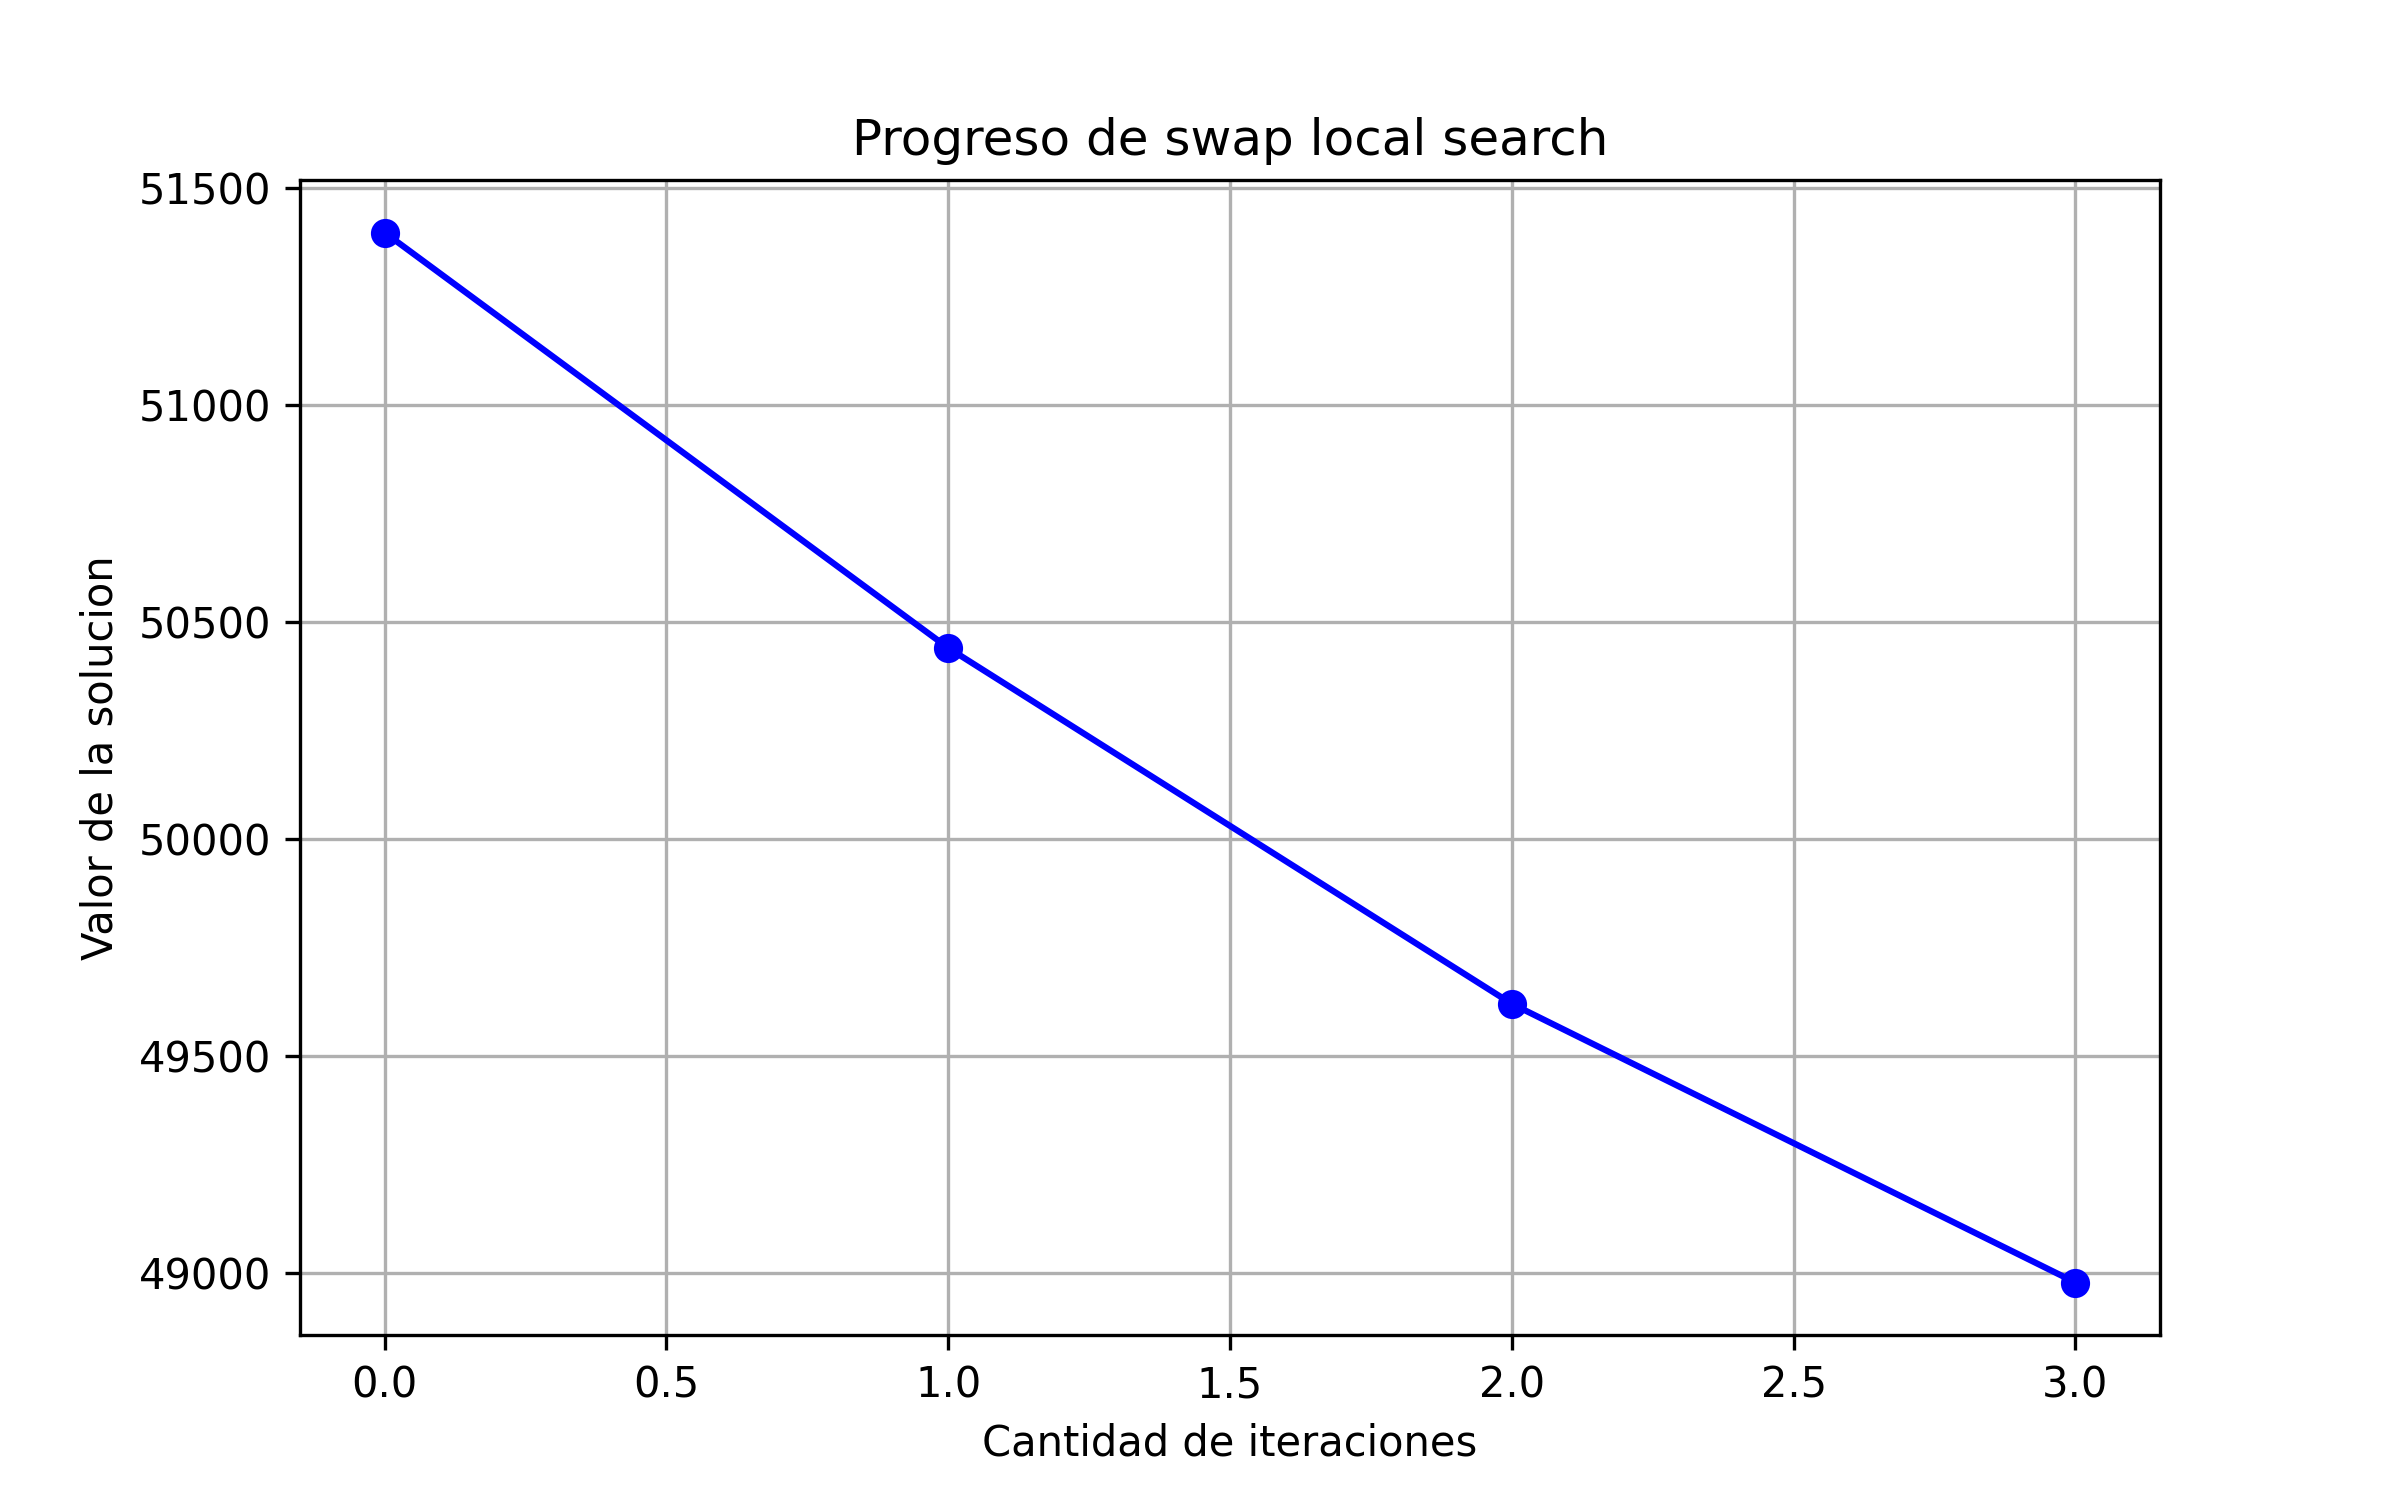 Progreso de swap local search
51500
51000
50500
50000
49500
49000
Valor de la solucion
0.0 0.5 1.0 1.5 2.0 2.5 3.0
Cantidad de iteraciones